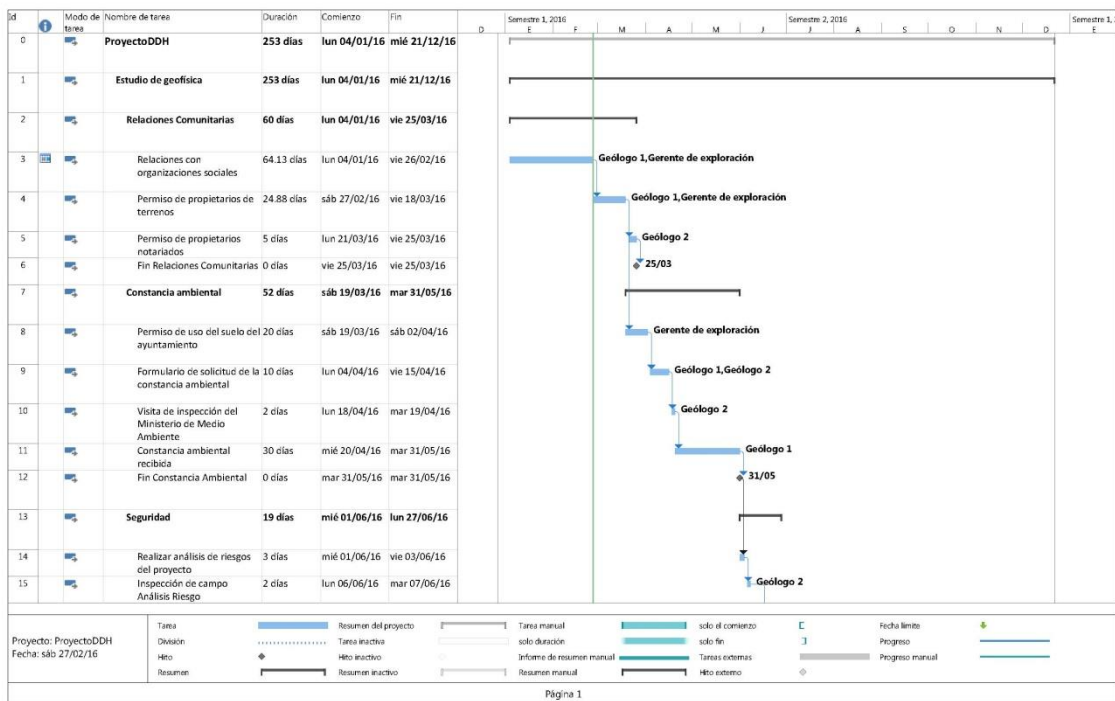 Id Modo de tarea Nombre de tarea Duración Comienzo Fin
Semestre 1, 2016 Semestre 2, 2016 Semestre 1,
D E F M A M J J A S O N D E
0 ProyectoDDH 253 días lun 04/01/16 mié 21/12/16
1 Estudio de geofísica 253 días lun 04/01/16 mié 21/12/16
2 Relaciones Comunitarias 60 días lun 04/01/16 vie 25/03/16
3 Relaciones con 64.13 días lun 04/01/16 vie 26/02/16 Geólogo 1,Gerente de exploración
organizaciones sociales
4 Permiso de propietarios de 24.88 días sáb 27/02/16 vie 18/03/16 Geólogo 1,Gerente de exploración
terrenos
5 Permiso de propietarios 5 días lun 21/03/16 vie 25/03/16 Geólogo 2
notariados
6 Fin Relaciones Comunitarias 0 días vie 25/03/16 vie 25/03/16 25/03
7 Constancia ambiental 52 días sáb 19/03/16 mar 31/05/16
8 Permiso de uso del suelo del 20 días sáb 19/03/16 sáb 02/04/16 Gerente de exploración
ayuntamiento
9 Formulario de solicitud de la 10 días lun 04/04/16 vie 15/04/16 Geólogo 1,Geólogo 2
constancia ambiental
10 Visita de inspección del 2 días lun 18/04/16 mar 19/04/16 Geólogo 2
Ministerio de Medio
Ambiente
11 Constancia ambiental 30 días mié 20/04/16 mar 31/05/16 Geólogo 1
recibida
12 Fin Constancia Ambiental 0 días mar 31/05/16 mar 31/05/16 31/05
13 Seguridad 19 días mié 01/06/16 lun 27/06/16
14 Realizar análisis de riesgos 3 días mié 01/06/16 vie 03/06/16
del proyecto
15 Inspección de campo 2 días lun 06/06/16 mar 07/06/16 Geólogo 2
Análisis Riesgo
Proyecto: ProyectoDDH
Fecha: sáb 27/02/16
Tarea Resumen del proyecto Tarea manual solo el comienzo Fecha límite
División Tarea inactiva solo duración solo fin Progreso
Hito Hito inactivo Informe de resumen manual Tareas externas Progreso manual
Resumen Resumen inactivo Resumen manual Hito externo
Página 1